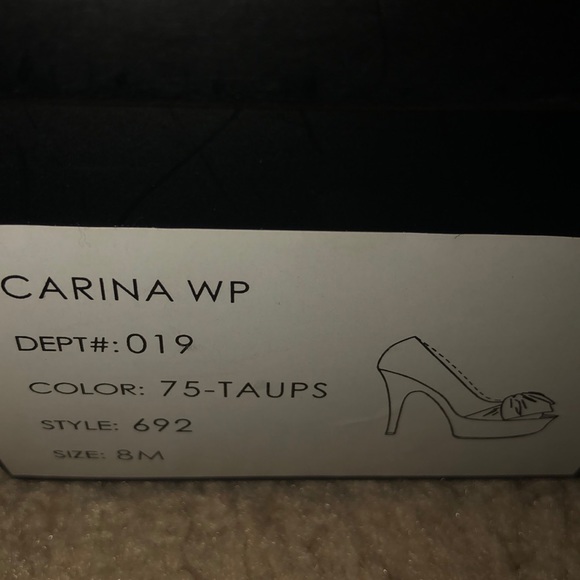 CARINA WP
DEPT#: 019
COLOR: 75-TAUPS
STYLE: 692
SIZE: 8M